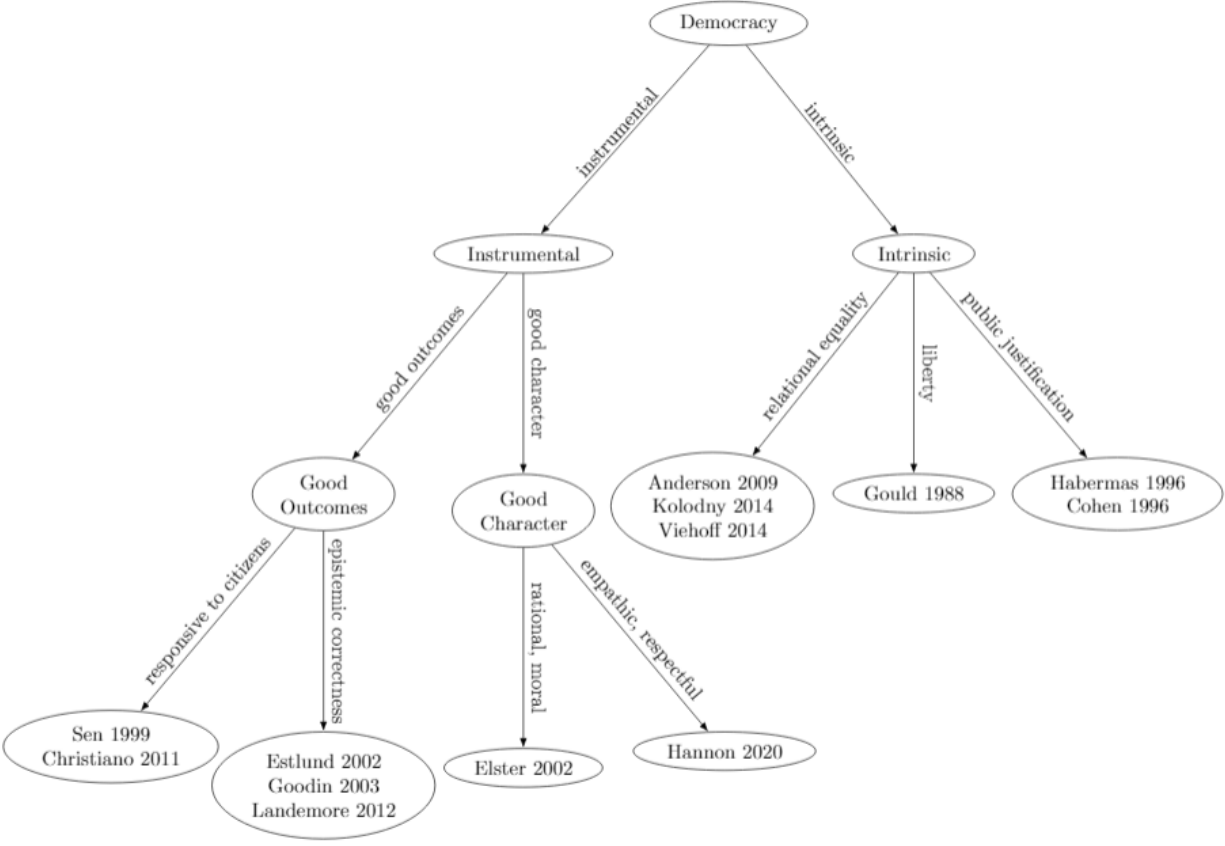 Democracy
instrumental
intrinsic
Instrumental
Intrinsic
good outcomes
good character
relational equality
liberty
public justification
Good
Outcomes
Good
Character
Anderson 2009
Kolodny 2014
Viehoff 2014
Gould 1988
Habermas 1996
Cohen 1996
responsive to citizens
epistemic correctness
rational, moral
empathic, respectful
Sen 1999
Christiano 2011
Estlund 2002
Goodin 2003
Landemore 2012
Elster 2002
Hannon 2020